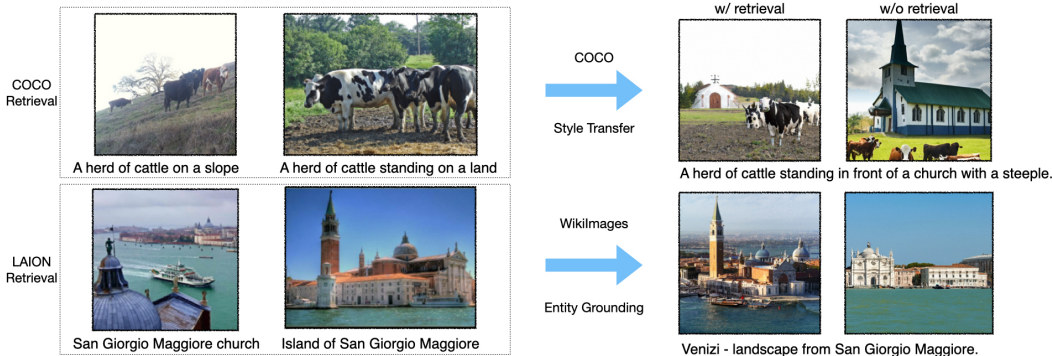 w/ retrieval
w/o retrieval
COCO
Retrieval
A herd of cattle on a slope
A herd of cattle standing on a land
COCO
Style Transfer
A herd of cattle standing in front of a church with a steeple.
LAION
Retrieval
San Giorgio Maggiore church
Island of San Giorgio Maggiore
WikiImages
Entity Grounding
Venizi - landscape from San Giorgio Maggiore.